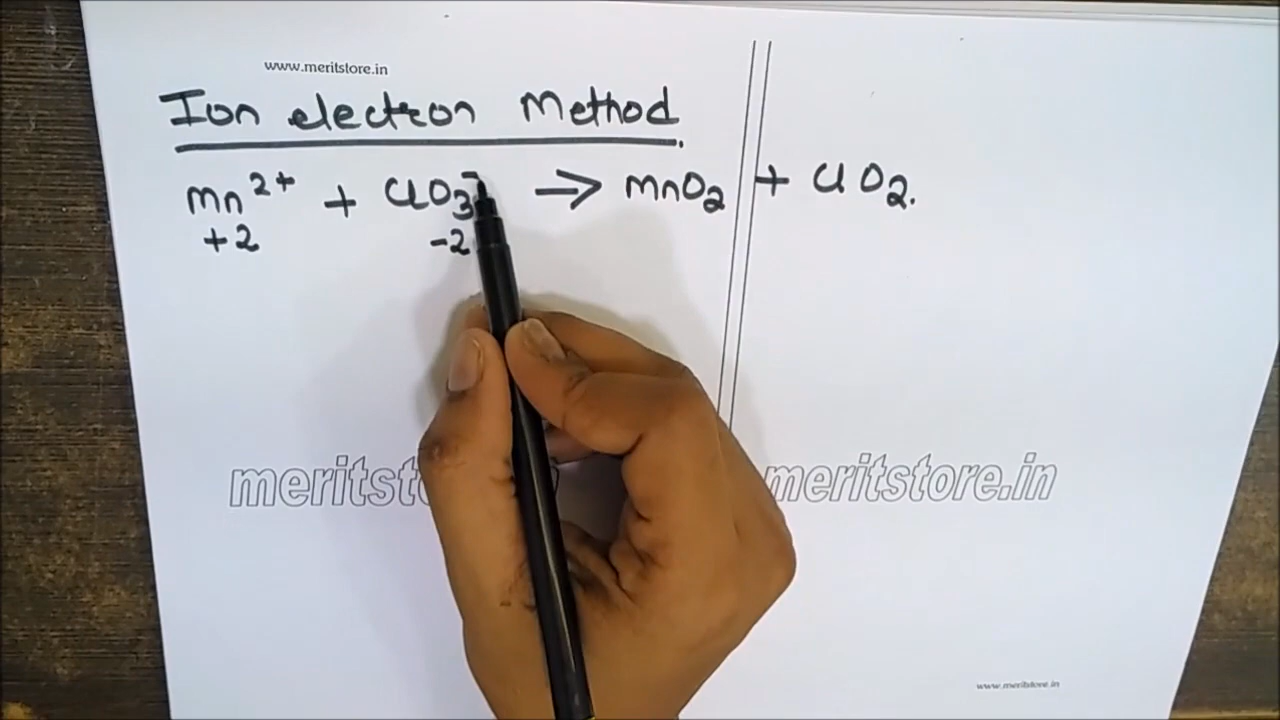 www.meritstore.in
Ion electron Method.
Mn²⁺ + ClO₃⁻ → MnO₂ + ClO₂.
+2 -2
meritstore.in
www.meritstore.in